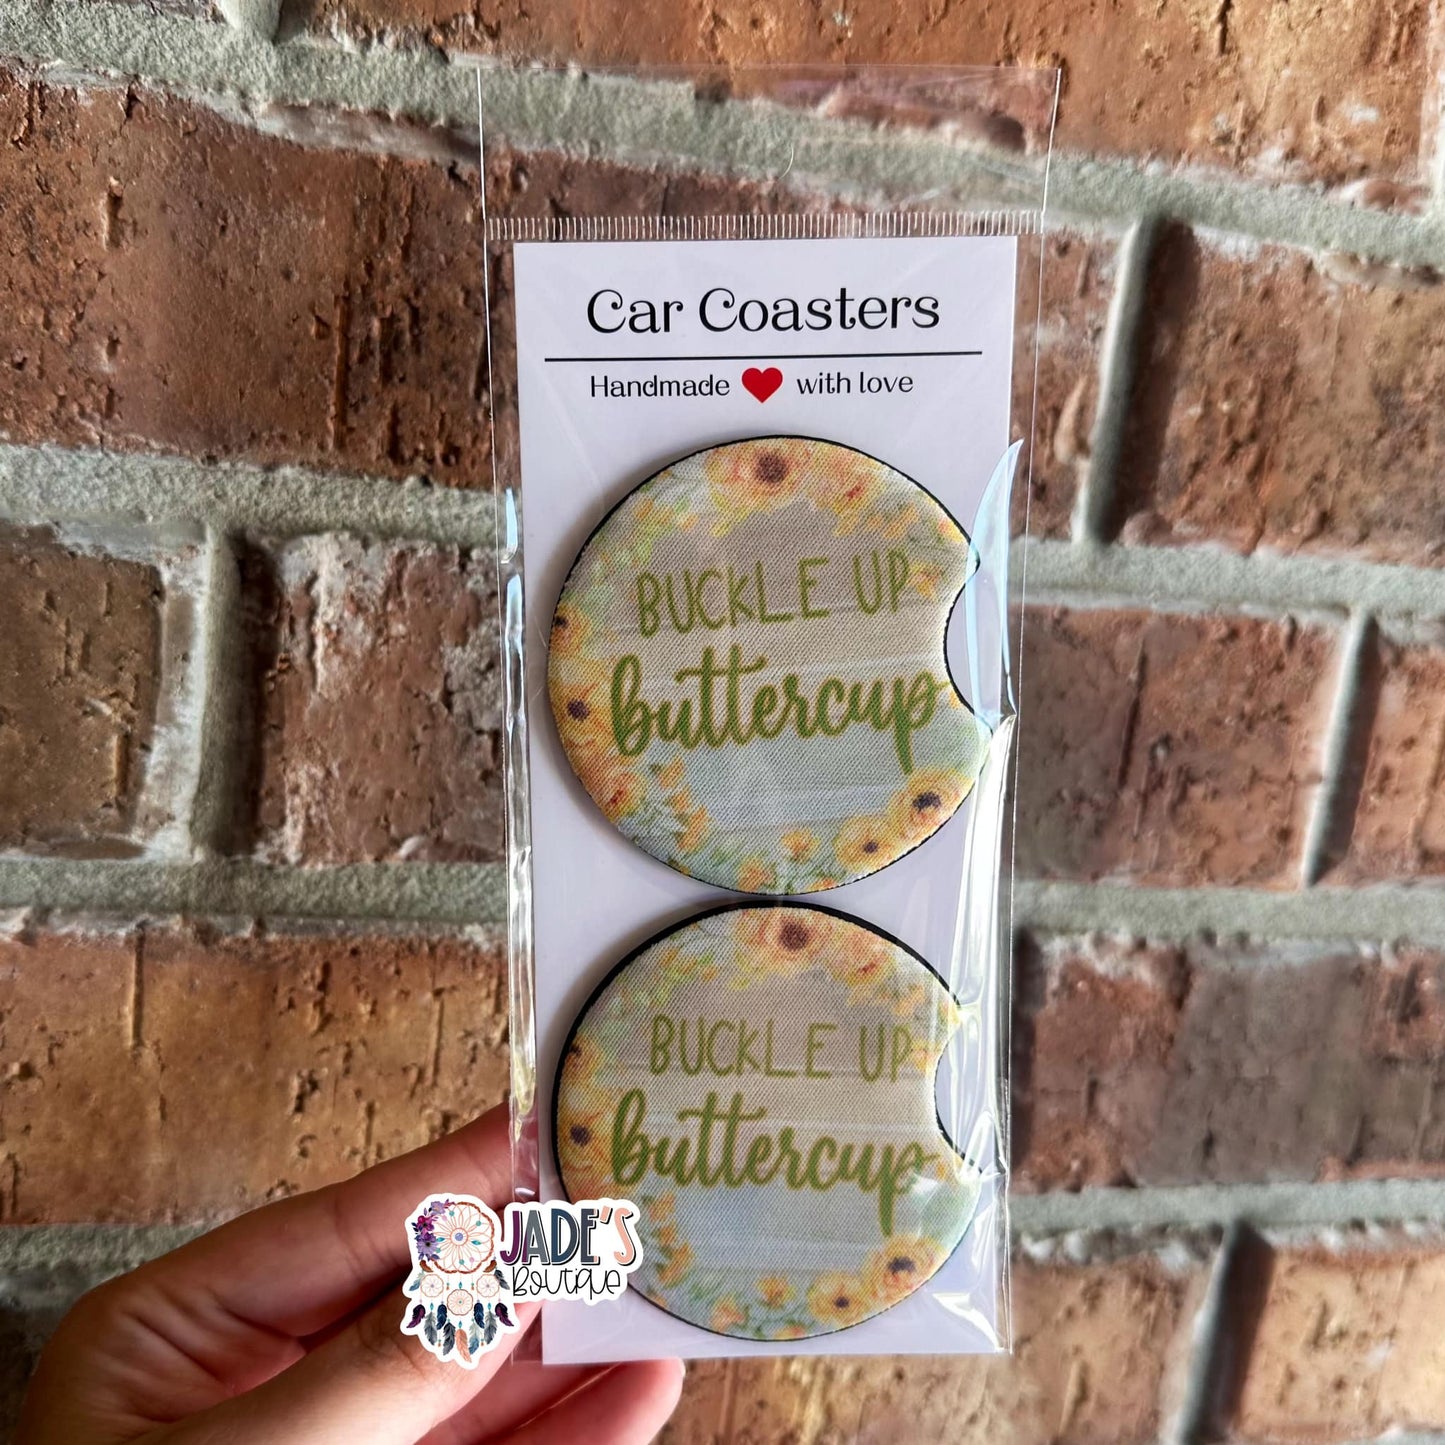 Car Coasters
Handmade with love
BUCKLE UP
buttercup
BUCKLE UP
buttercup
JADE'S
Boutique